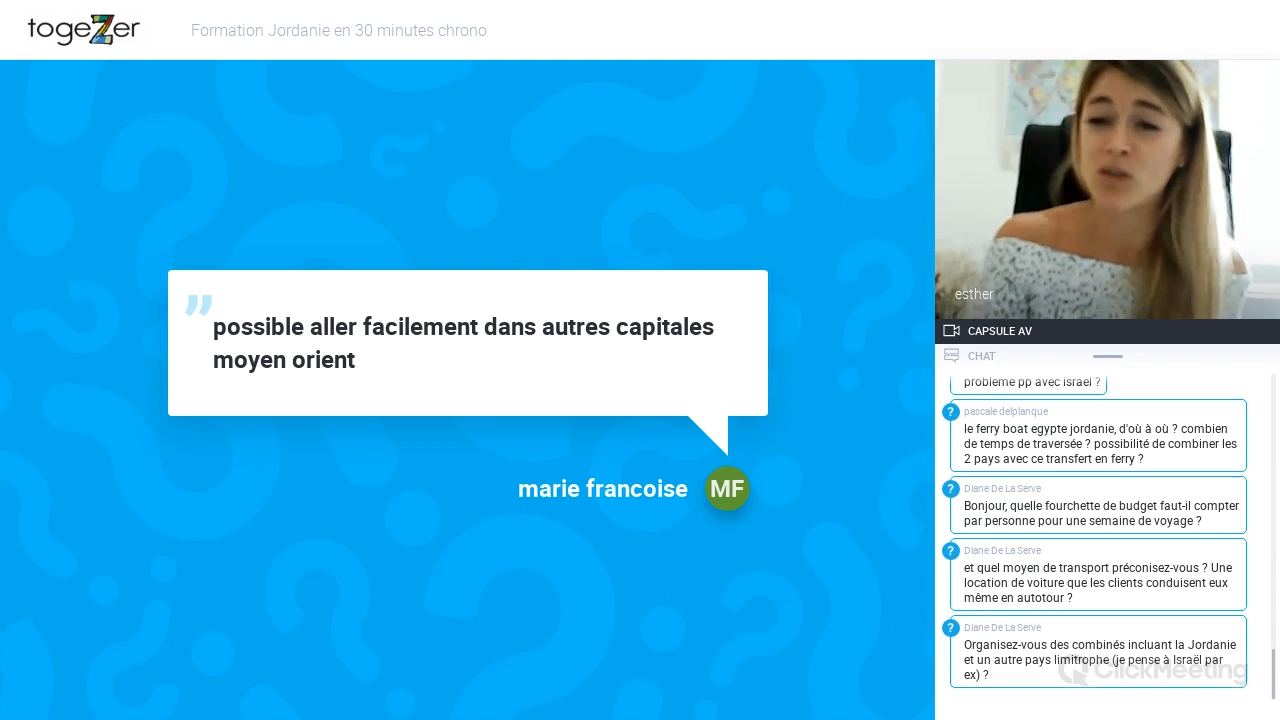 togeZzer
Formation Jordanie en 30 minutes chrono
”
possible aller facilement dans autres capitales
moyen orient
marie francoise
MF
esther
CAPSULE AV
CHAT
problème pp avec israel ?
?
pascale delplanque
le ferry boat egypte jordanie, d'où à où ? combien
de temps de traversée ? possibilité de combiner les
2 pays avec ce transfert en ferry ?
?
Diane De La Serve
Bonjour, quelle fourchette de budget faut-il compter
par personne pour une semaine de voyage ?
?
Diane De La Serve
et quel moyen de transport préconisez-vous ? Une
location de voiture que les clients conduisent eux
même en autotour ?
?
Diane De La Serve
Organisez-vous des combinés incluant la Jordanie
et un autre pays limitrophe (je pense à Israël par
ex) ?
ClickMeeting